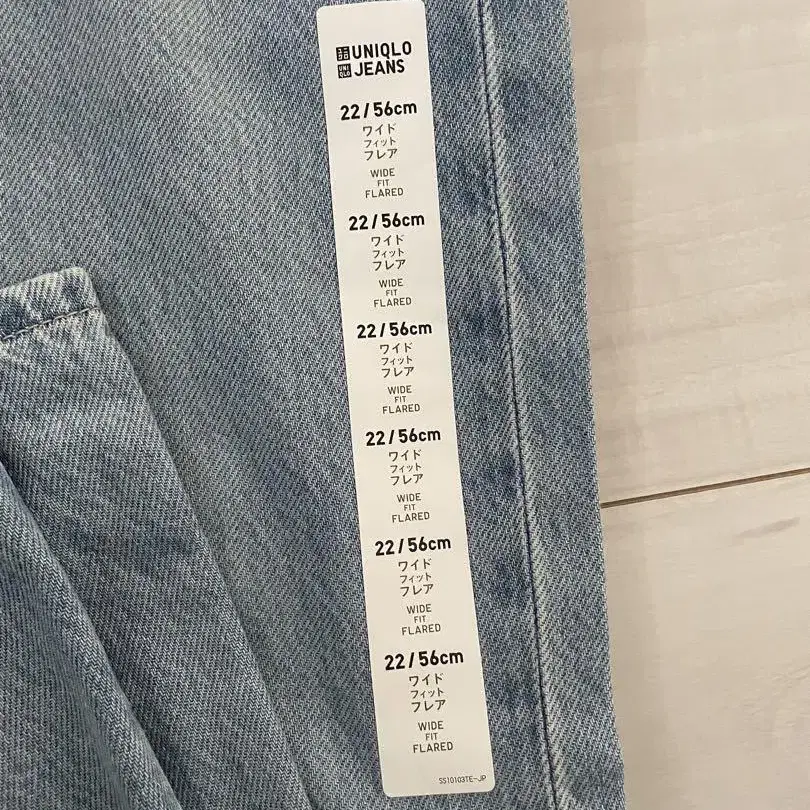 UNIQLO
JEANS
22/56cm
ワイド
フィット
フレア
WIDE
FIT
FLARED
22/56cm
ワイド
フィット
フレア
WIDE
FIT
FLARED
22/56cm
ワイド
フィット
フレア
WIDE
FIT
FLARED
22/56cm
ワイド
フィット
フレア
WIDE
FIT
FLARED
22/56cm
ワイド
フィット
フレア
WIDE
FIT
FLARED
22/56cm
ワイド
フィット
フレア
WIDE
FIT
FLARED
SS10103TE-JP